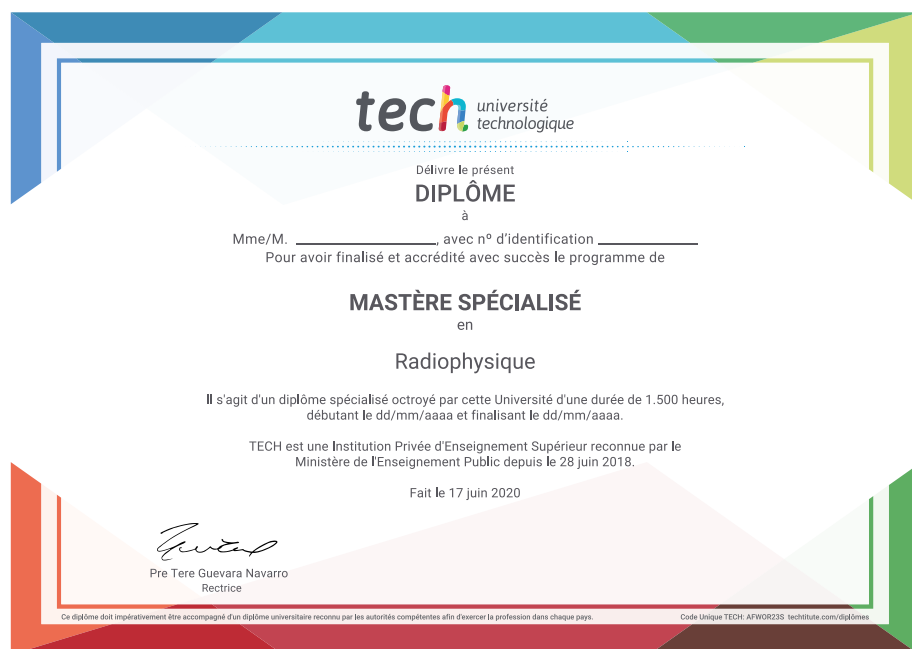 tech université
technologique
Délivre le présent
DIPLÔME
à
Mme/M. ____________________, avec nº d'identification ______________
Pour avoir finalisé et accrédité avec succès le programme de
MASTÈRE SPÉCIALISÉ
en
Radiophysique
Il s'agit d'un diplôme spécialisé octroyé par cette Université d'une durée de 1.500 heures,
débutant le dd/mm/aaaa et finalisant le dd/mm/aaaa.
TECH est une Institution Privée d'Enseignement Supérieur reconnue par le
Ministère de l'Enseignement Public depuis le 28 juin 2018.
Fait le 17 juin 2020
Pre Tere Guevara Navarro
Rectrice
Ce diplôme doit impérativement être accompagné d'un diplôme universitaire reconnu par les autorités compétentes afin d'exercer la profession dans chaque pays.
Code Unique TECH: AFWOR23S techtitute.com/diplômes